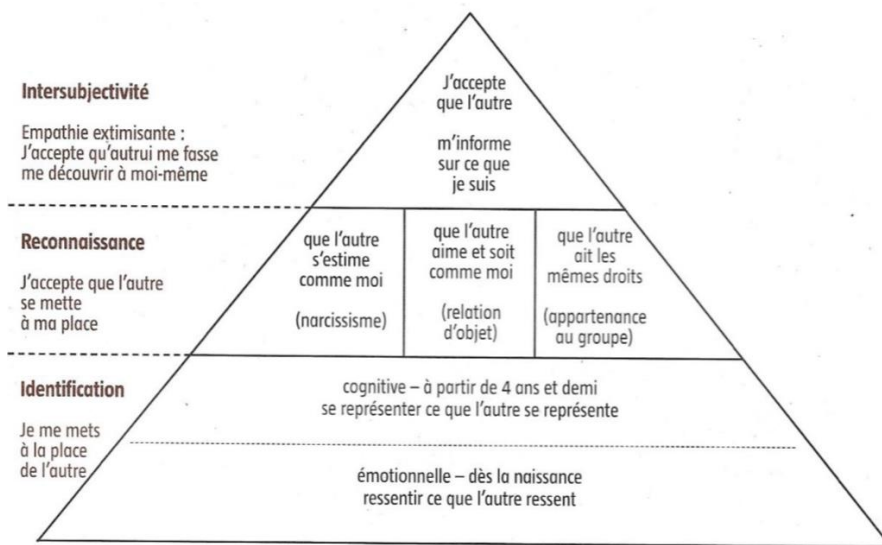 Intersubjectivité
Empathie extimisante :
J'accepte qu'autrui me fasse
me découvrir à moi-même
J'accepte
que l'autre
m'informe
sur ce que
je suis
Reconnaissance
J'accepte que l'autre
se mette
à ma place
que l'autre
s'estime
comme moi
(narcissisme)
que l'autre
aime et soit
comme moi
(relation
d'objet)
que l'autre
ait les
mêmes droits
(appartenance
au groupe)
Identification
Je me mets
à la place
de l'autre
cognitive – à partir de 4 ans et demi
se représenter ce que l'autre se représente
émotionnelle – dès la naissance
ressentir ce que l'autre ressent